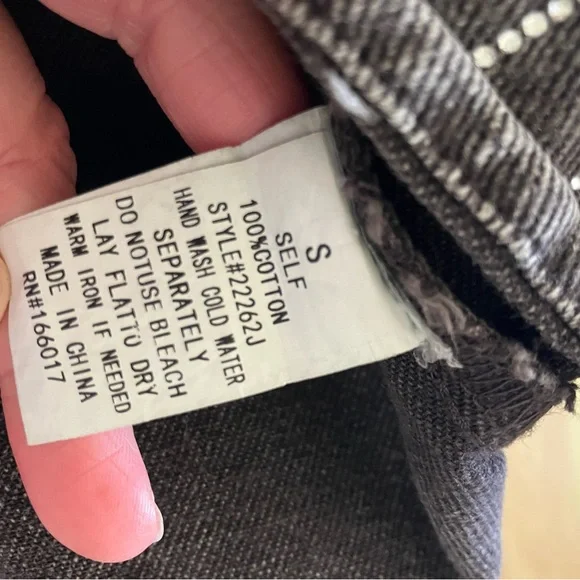 S
SELF
100%COTTON
STYLE#22262J
HAND WASH COLD WATER
SEPARATELY
DO NOTUSE BLEACH
LAY FLATTO DRY
WARM IRON IF NEEDED
MADE IN CHINA
RN#166017